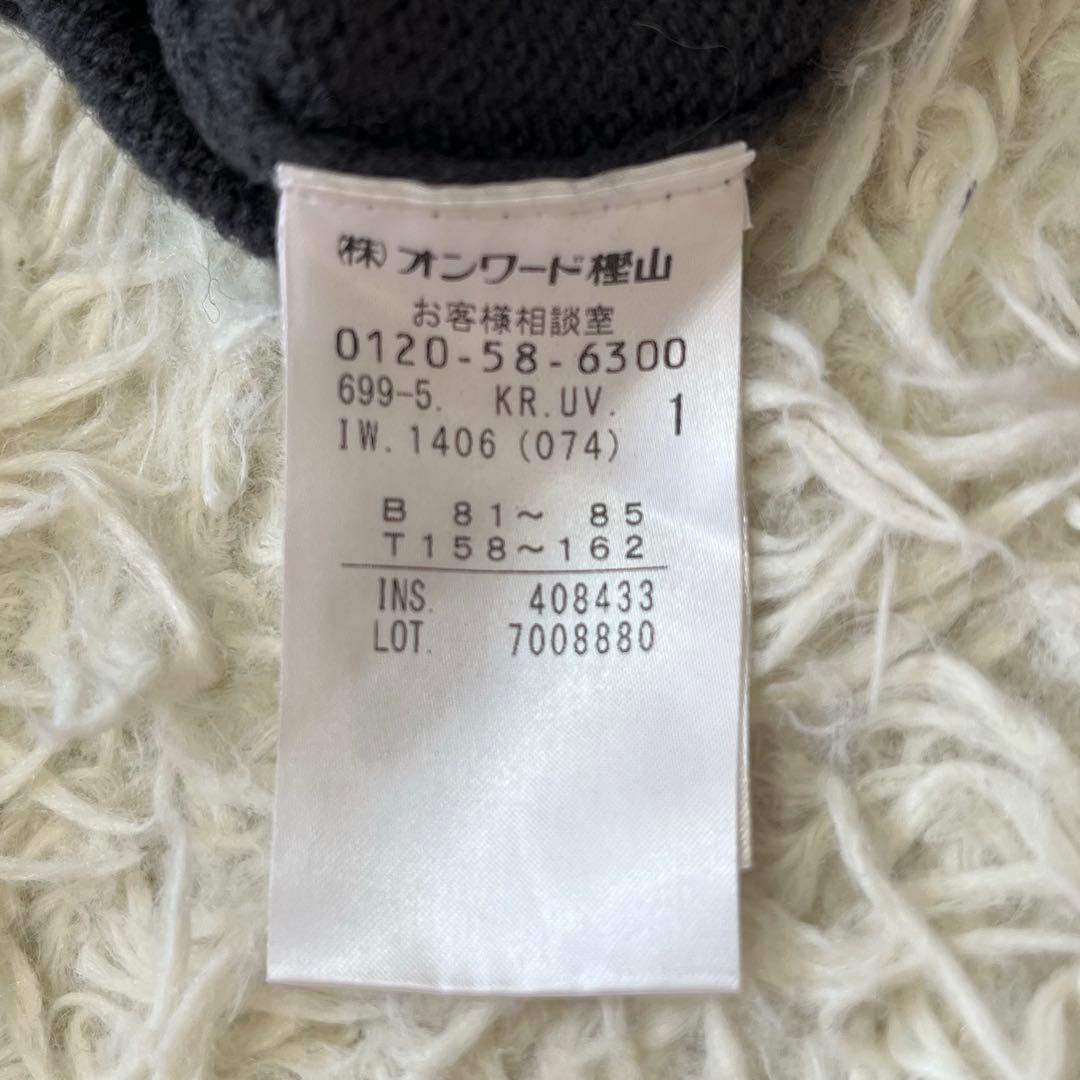 (株)オンワード樫山
お客様相談室
0120-58-6300
699-5. KR.UV. 1
IW.1406 (074)
B 81~ 85
T158~162
INS. 408433
LOT. 7008880